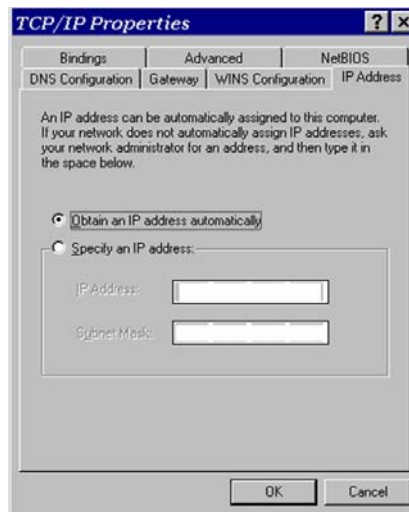 TCP/IP Properties ? ×
Bindings Advanced NetBIOS
DNS Configuration Gateway WINS Configuration IP Address
An IP address can be automatically assigned to this computer.
If your network does not automatically assign IP addresses, ask
your network administrator for an address, and then type it in
the space below.
Obtain an IP address automatically
Specify an IP address:
IP Address:
Subnet Mask:
OK Cancel